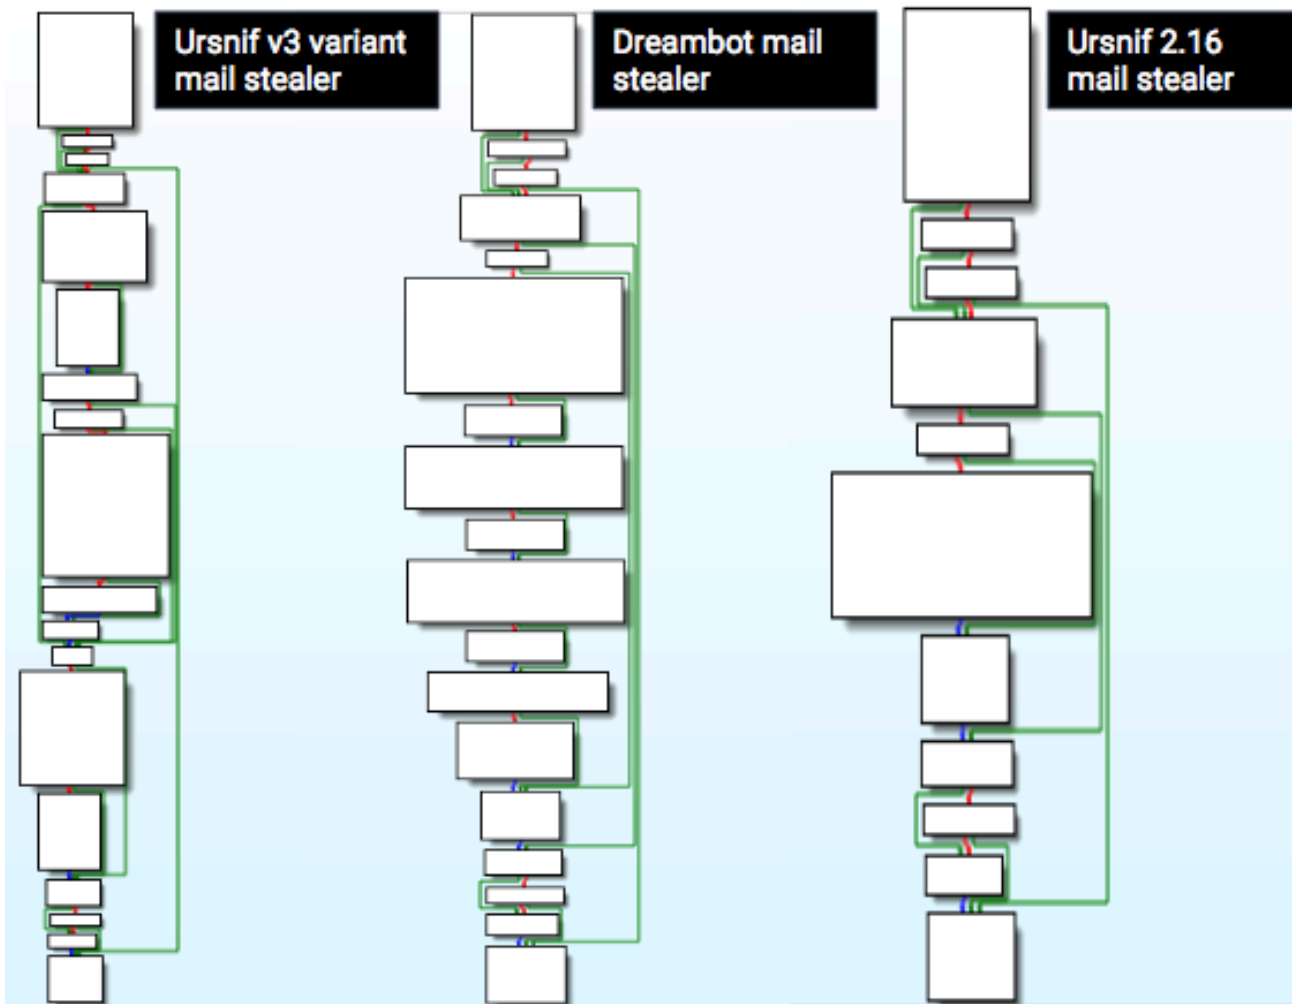 Ursnif v3 variant
mail stealer
Dreambot mail
stealer
Ursnif 2.16
mail stealer